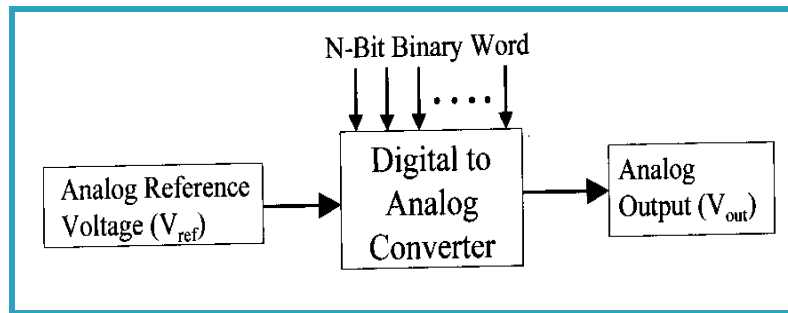 N-Bit Binary Word
Digital to
Analog
Converter
Analog Reference
Voltage (Vref)
Analog
Output (Vout)